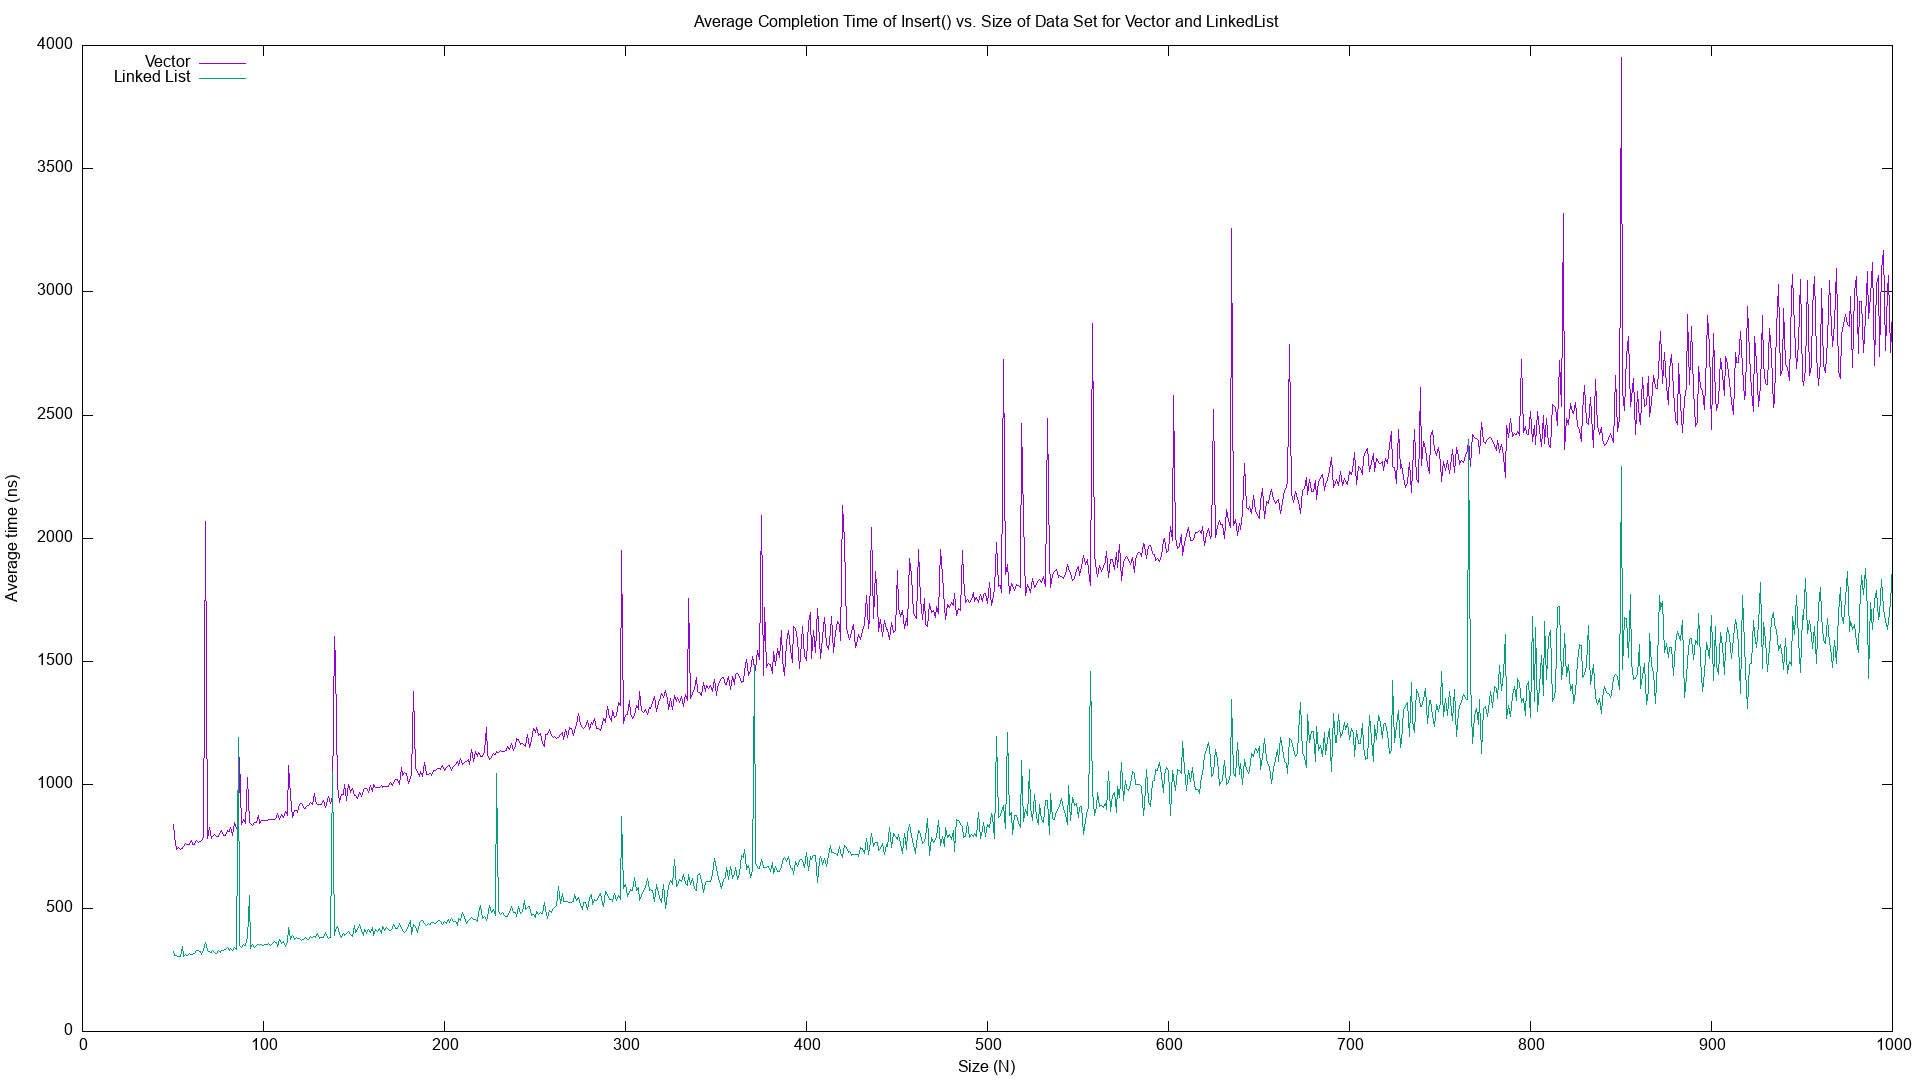 Average Completion Time of Insert() vs. Size of Data Set for Vector and LinkedList
4000
Vector
Linked List
3500
3000
2500
2000
1500
1000
500
0
Average time (ns)
0 100 200 300 400 500 600 700 800 900 1000
Size (N)